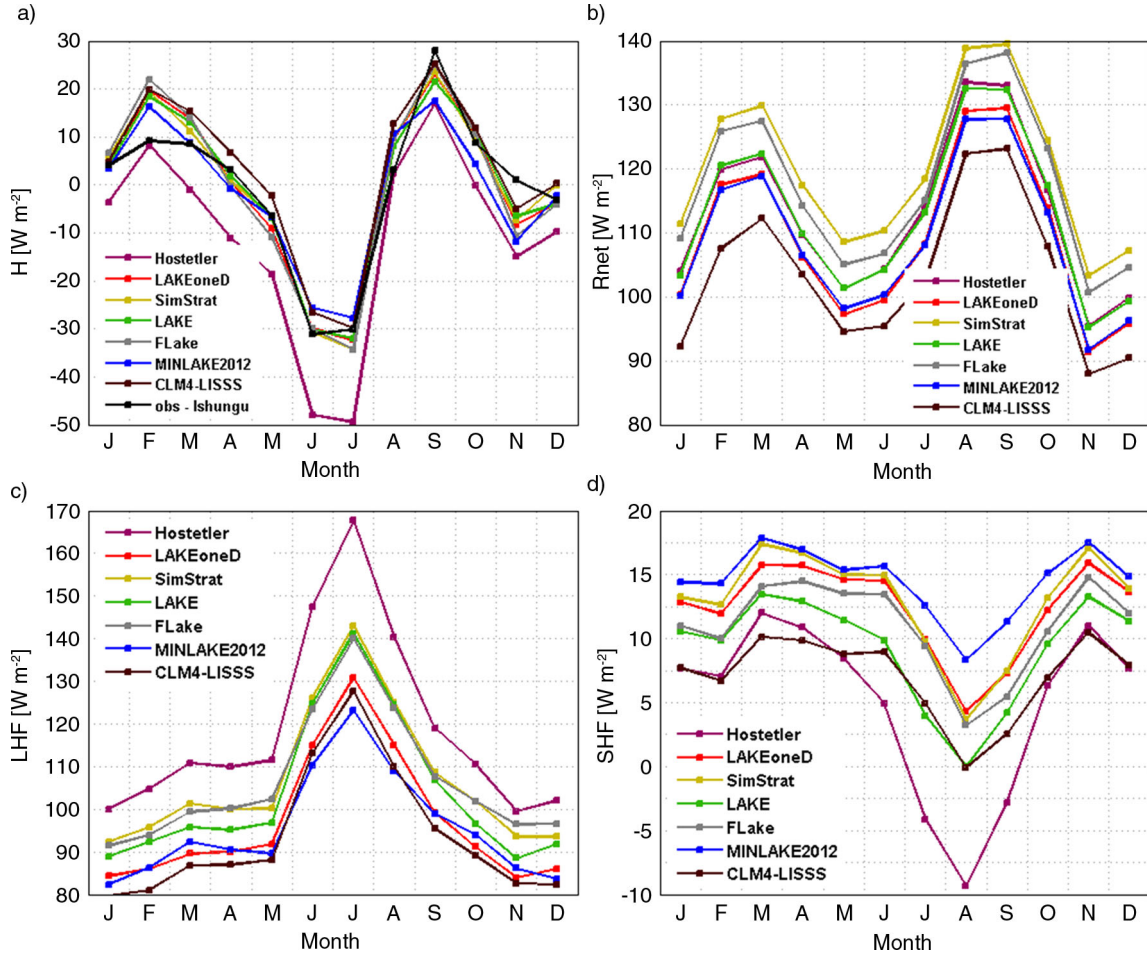 a)
30
20
10
0
-10
-20
-30
-40
-50
H [W m-2]
Hostetler
LAKEoneD
SimStrat
LAKE
FLake
MINLAKE2012
CLM4-LISSS
obs - Ishungu
J F M A M J J A S O N D
Month
b)
140
130
120
110
100
90
80
Rnet [W m-2]
Hostetler
LAKEoneD
SimStrat
LAKE
FLake
MINLAKE2012
CLM4-LISSS
J F M A M J J A S O N D
Month
c)
170
160
150
140
130
120
110
100
90
80
LHF [W m-2]
Hostetler
LAKEoneD
SimStrat
LAKE
FLake
MINLAKE2012
CLM4-LISSS
J F M A M J J A S O N D
Month
d)
20
15
10
5
0
-5
-10
SHF [W m-2]
Hostetler
LAKEoneD
SimStrat
LAKE
FLake
MINLAKE2012
CLM4-LISSS
J F M A M J J A S O N D
Month